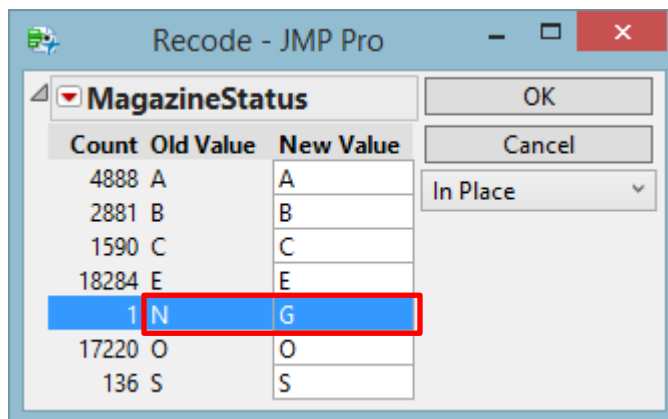 Recode - JMP Pro
MagazineStatus
OK
Count Old Value New Value
Cancel
4888 A A
In Place
2881 B B
1590 C C
18284 E E
1 N G
17220 O O
136 S S